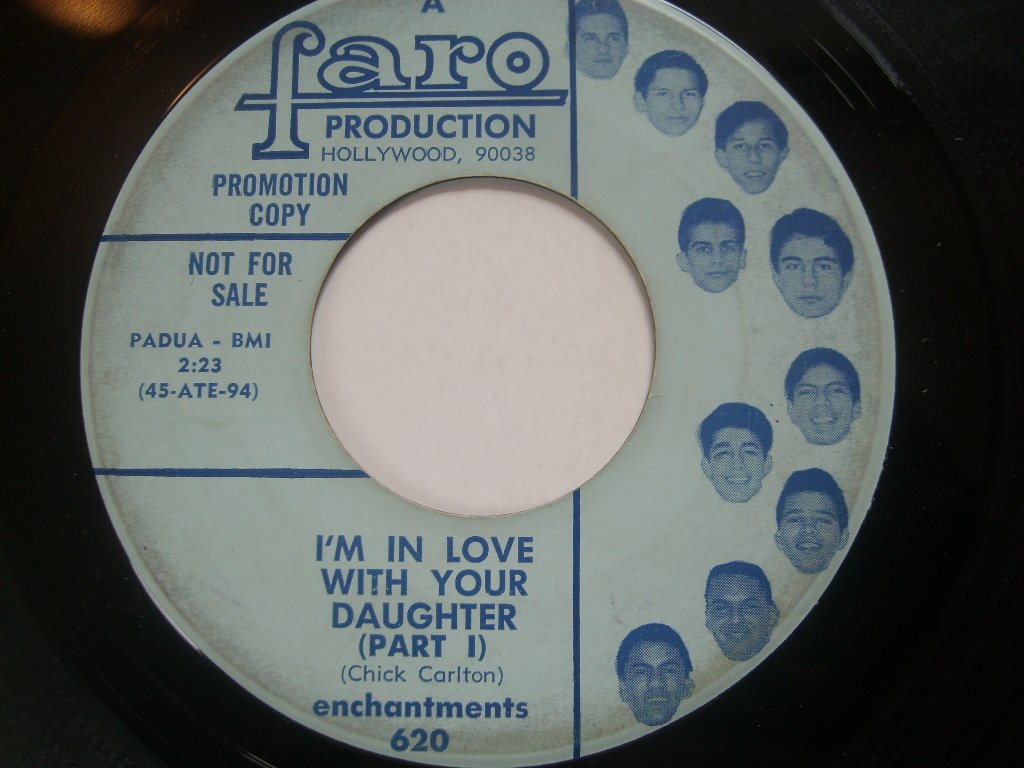 A
faro
PRODUCTION
HOLLYWOOD, 90038
PROMOTION
COPY
NOT FOR
SALE
PADUA - BMI
2:23
(45-ATE-94)
I'M IN LOVE
WITH YOUR
DAUGHTER
(PART I)
(Chick Carlton)
enchantments
620